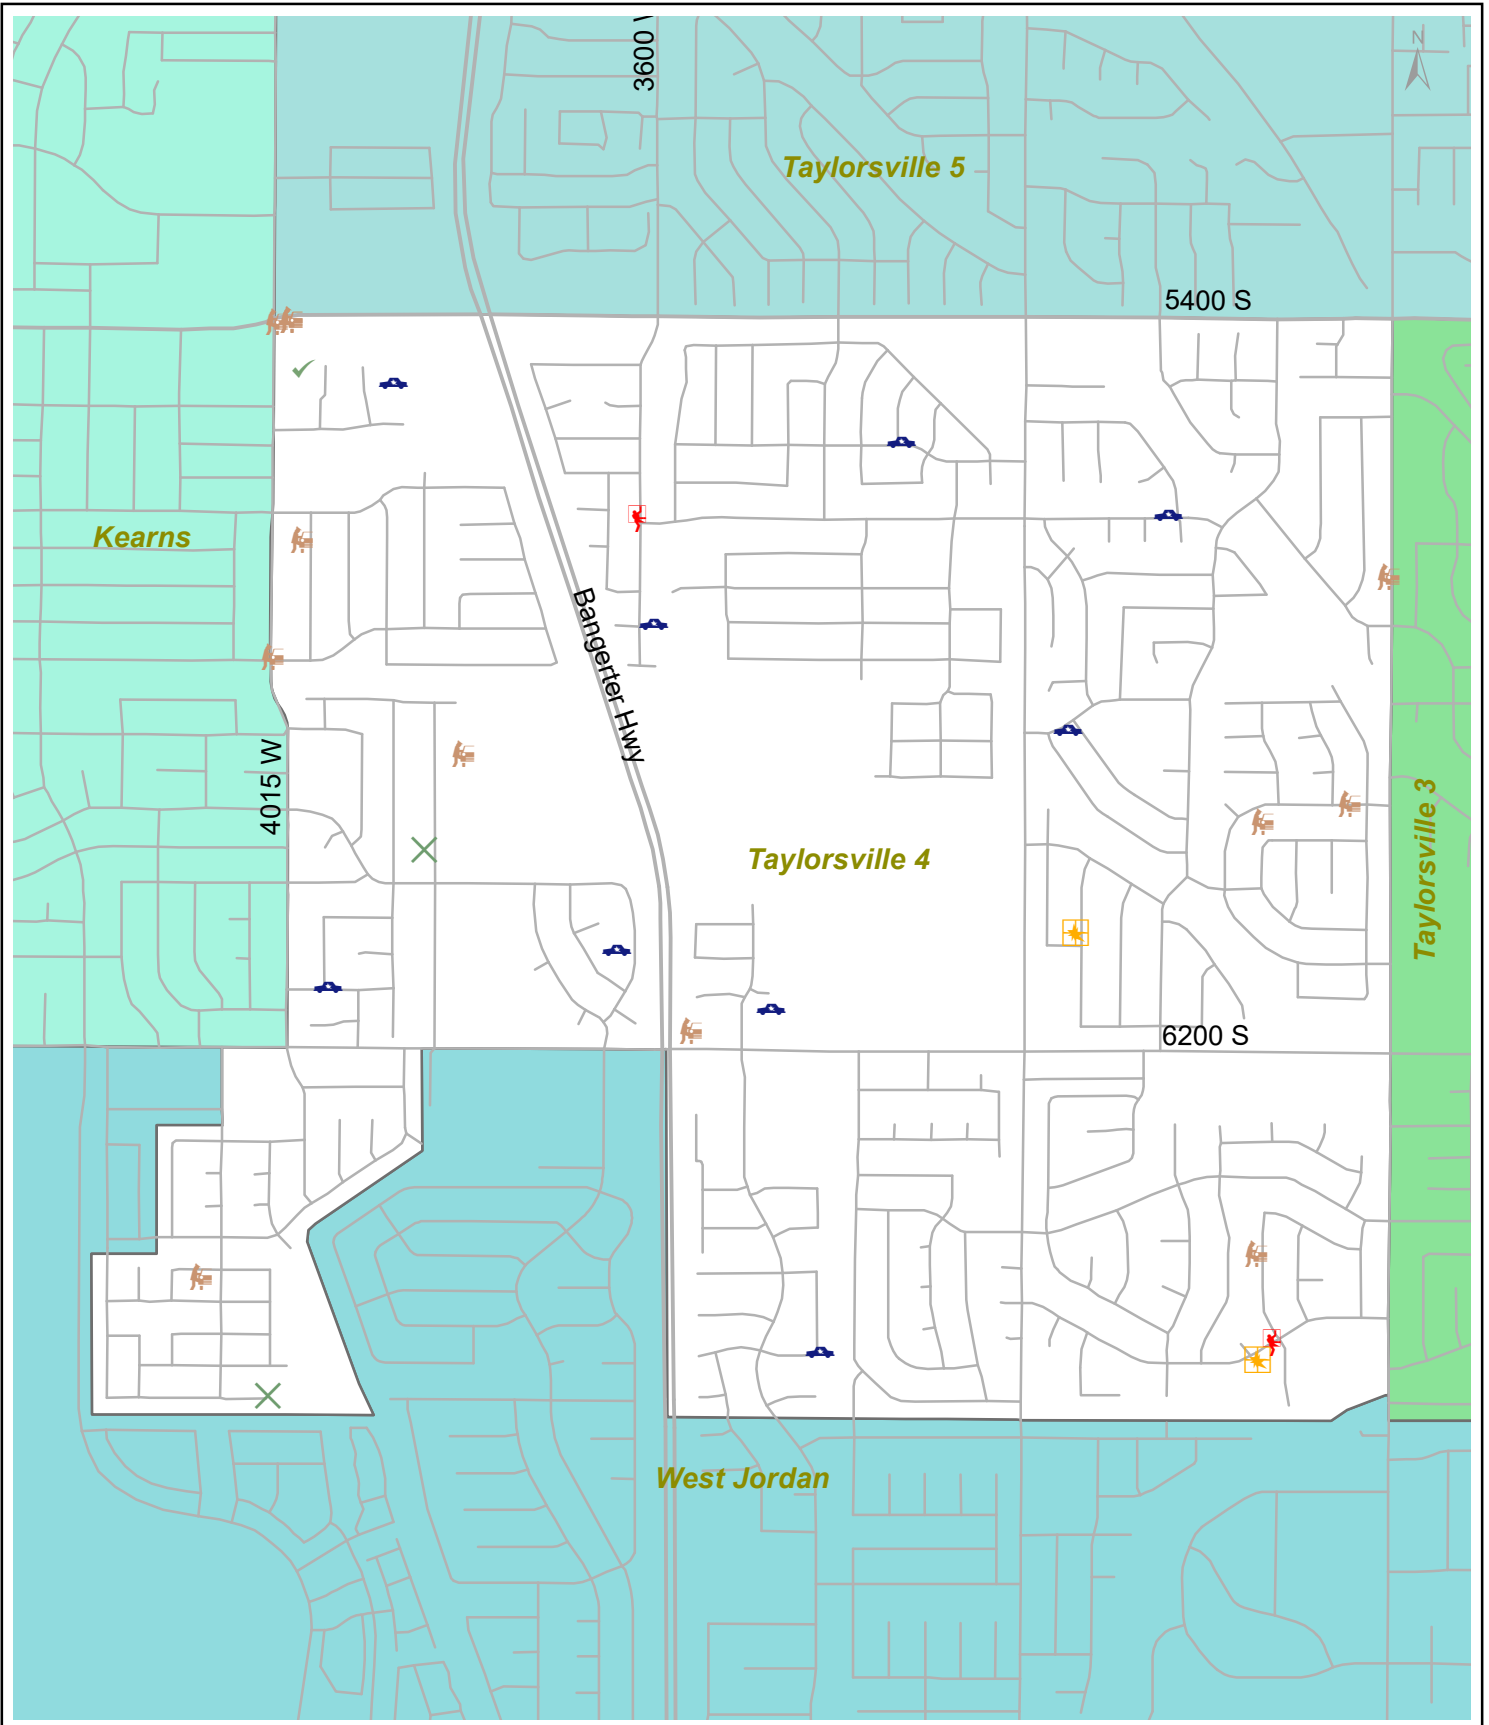 3600 W
N
Taylorsville 5
5400 S
Kearns
Bangerter Hwy
4015 W
Taylorsville 4
Taylorsville 3
6200 S
West Jordan